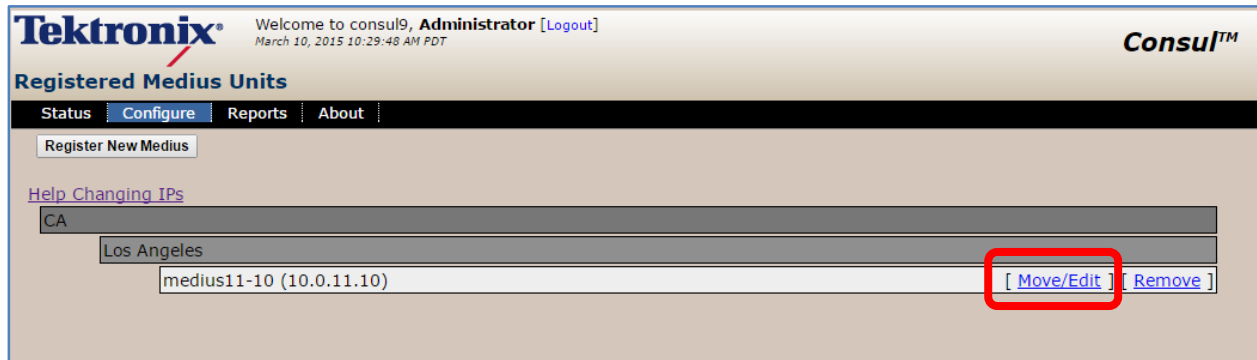 Tektronix® Welcome to consul9, Administrator [Logout]
March 10, 2015 10:29:48 AM PDT
Consul™
Registered Medius Units
Status Configure Reports About
Register New Medius
Help Changing IPs
CA
Los Angeles
medius11-10 (10.0.11.10) [ Move/Edit ] [ Remove ]